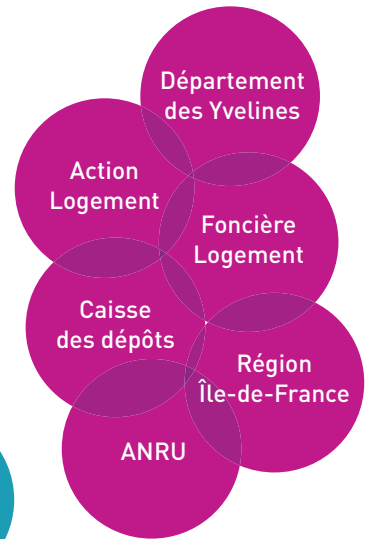 Département
des Yvelines
Action
Logement
Foncière
Logement
Caisse
des dépôts
Région
Île-de-France
ANRU